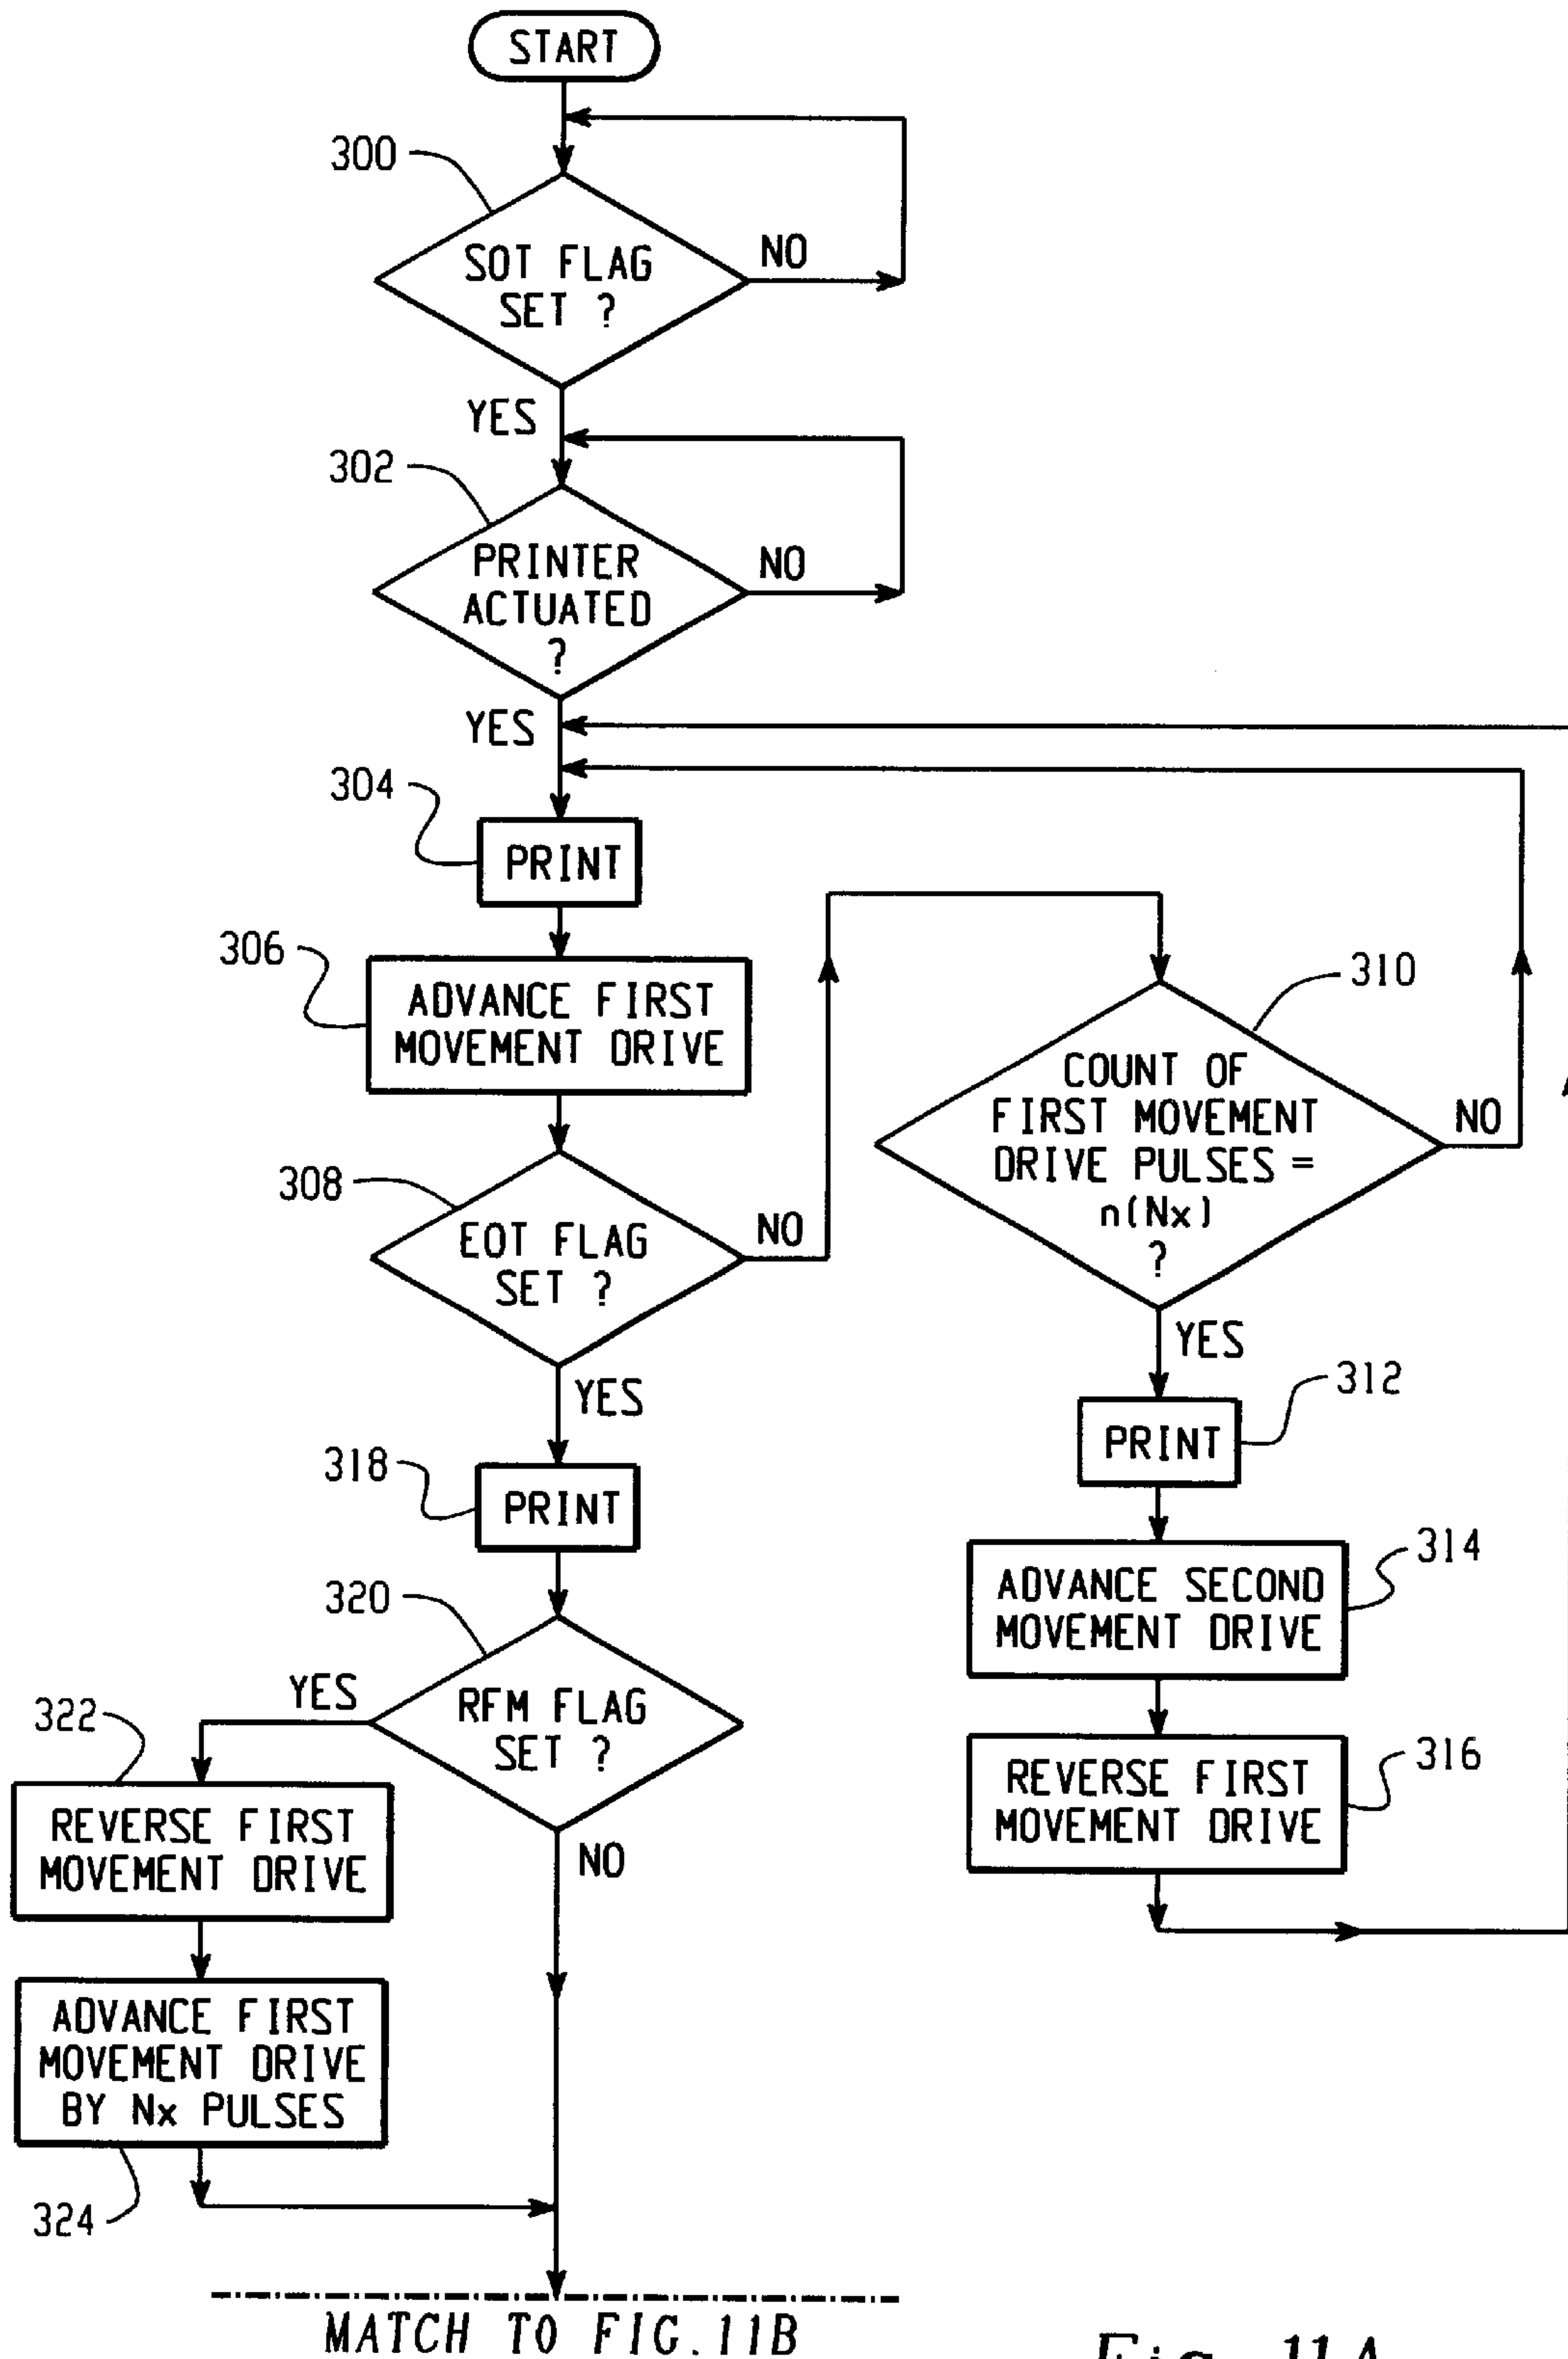 START
300
SOT FLAG
SET ?
NO
YES
302
PRINTER
ACTUATED
?
NO
YES
304
PRINT
306
ADVANCE FIRST
MOVEMENT DRIVE
308
EOT FLAG
SET ?
NO
310
COUNT OF
FIRST MOVEMENT
DRIVE PULSES =
n(Nx)
?
NO
YES
312
PRINT
314
ADVANCE SECOND
MOVEMENT DRIVE
316
REVERSE FIRST
MOVEMENT DRIVE
YES
318
PRINT
320
RFM FLAG
SET ?
YES
322
REVERSE FIRST
MOVEMENT DRIVE
NO
ADVANCE FIRST
MOVEMENT DRIVE
BY Nx PULSES
324
MATCH TO FIG.11B
Fig. 11A